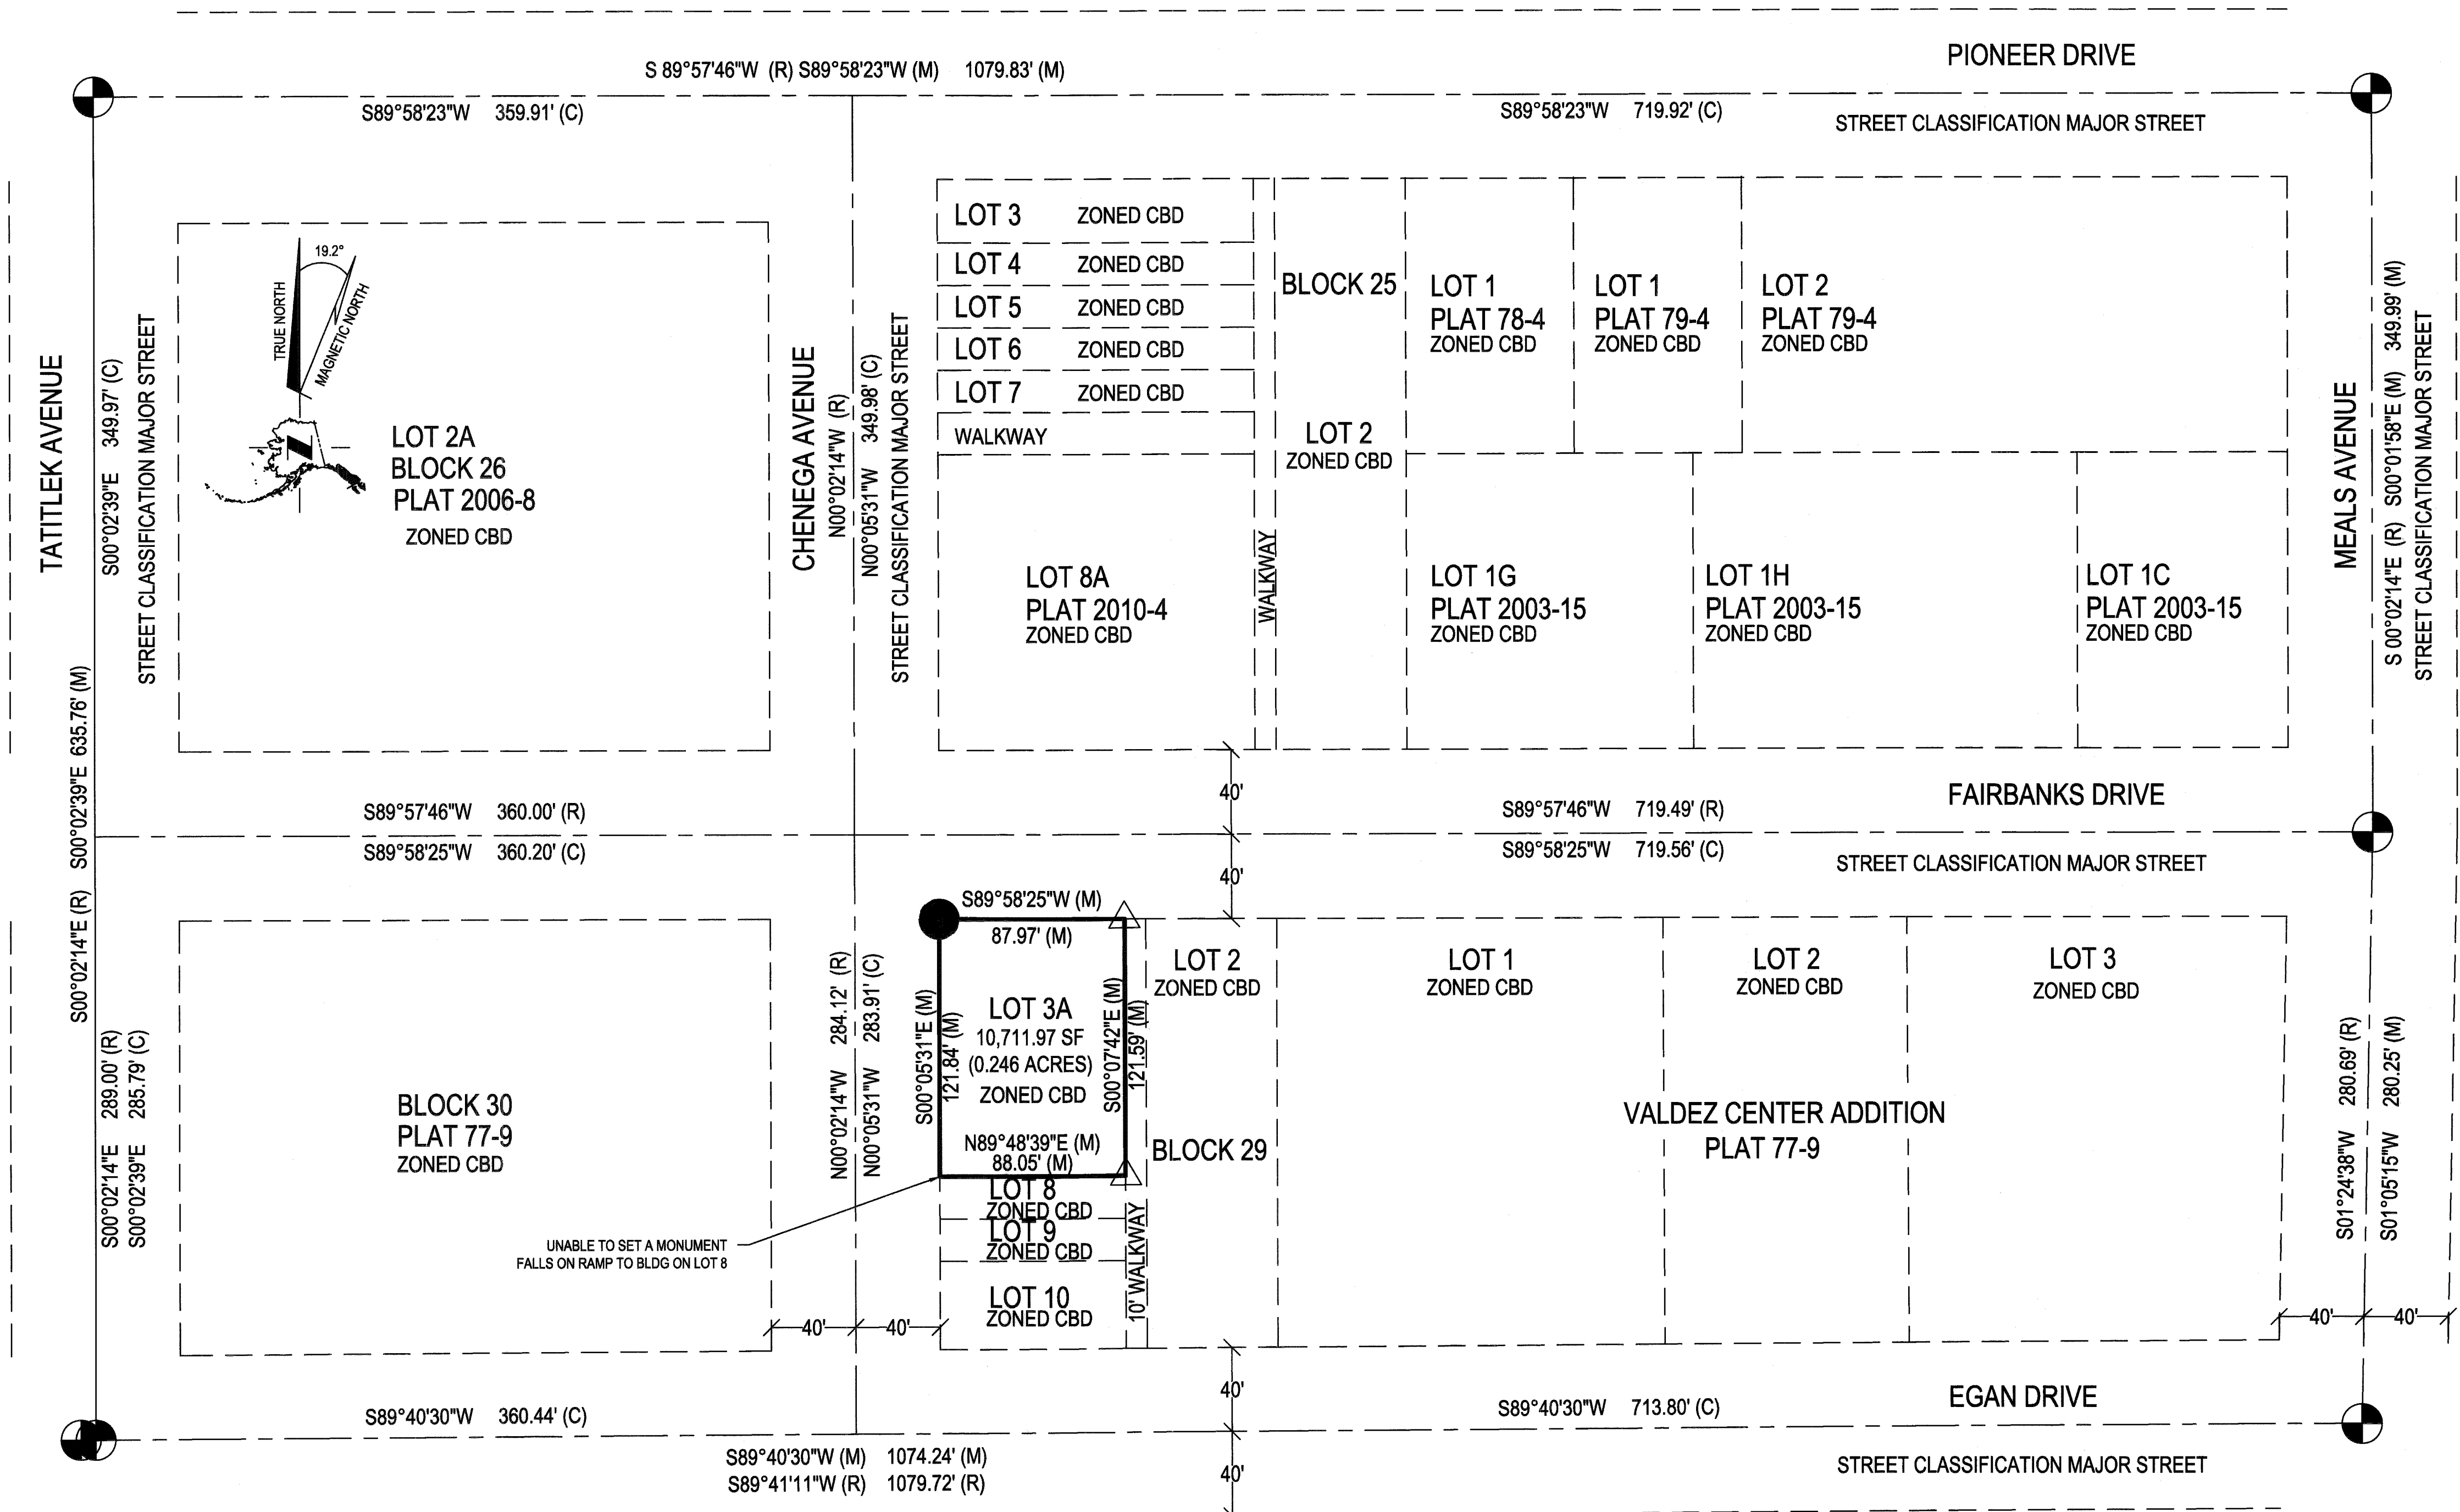 PIONEER DRIVE
S 89°57'46"W (R) S89°58'23"W (M) 1079.83' (M)
S89°58'23"W 359.91' (C)
S89°58'23"W 719.92' (C)
STREET CLASSIFICATION MAJOR STREET
TATITLEK AVENUE
S00°02'39"E 349.97' (C)
STREET CLASSIFICATION MAJOR STREET
S00°02'14"E (R) S00°02'39"E 635.76' (M)
19.2°
TRUE NORTH
MAGNETIC NORTH
LOT 2A
BLOCK 26
PLAT 2006-8
ZONED CBD
CHENEGA AVENUE
N00°02'14"W (R)
N00°05'31"W 349.98' (C)
STREET CLASSIFICATION MAJOR STREET
LOT 3 ZONED CBD
LOT 4 ZONED CBD
LOT 5 ZONED CBD
LOT 6 ZONED CBD
LOT 7 ZONED CBD
WALKWAY
LOT 8A
PLAT 2010-4
ZONED CBD
WALKWAY
BLOCK 25
LOT 2
ZONED CBD
LOT 1
PLAT 78-4
ZONED CBD
LOT 1
PLAT 79-4
ZONED CBD
LOT 2
PLAT 79-4
ZONED CBD
LOT 1G
PLAT 2003-15
ZONED CBD
LOT 1H
PLAT 2003-15
ZONED CBD
LOT 1C
PLAT 2003-15
ZONED CBD
MEALS AVENUE
S 00°02'14"E (R) S00°01'58"E (M) 349.99' (M)
STREET CLASSIFICATION MAJOR STREET
40'
FAIRBANKS DRIVE
S89°57'46"W 360.00' (R)
S89°57'46"W 719.49' (R)
S89°58'25"W 360.20' (C)
S89°58'25"W 719.56' (C)
STREET CLASSIFICATION MAJOR STREET
40'
S00°02'14"E 289.00' (R)
S00°02'39"E 285.79' (C)
BLOCK 30
PLAT 77-9
ZONED CBD
N00°02'14"W 284.12' (R)
N00°05'31"W 283.91' (C)
S89°58'25"W (M)
87.97' (M)
S00°05'31"E (M)
121.84' (M)
LOT 3A
10,711.97 SF
(0.246 ACRES)
ZONED CBD
S00°07'42"E (M)
121.59' (M)
N89°48'39"E (M)
88.05' (M)
LOT 8
ZONED CBD
LOT 9
ZONED CBD
LOT 10
ZONED CBD
10' WALKWAY
UNABLE TO SET A MONUMENT
FALLS ON RAMP TO BLDG ON LOT 8
LOT 2
ZONED CBD
BLOCK 29
LOT 1
ZONED CBD
LOT 2
ZONED CBD
LOT 3
ZONED CBD
VALDEZ CENTER ADDITION
PLAT 77-9
S01°24'38"W 280.69' (R)
S01°05'15"W 280.25' (M)
40' 40'
40' 40'
40'
EGAN DRIVE
S89°40'30"W 360.44' (C)
S89°40'30"W 713.80' (C)
S89°40'30"W (M) 1074.24' (M)
S89°41'11"W (R) 1079.72' (R)
40'
STREET CLASSIFICATION MAJOR STREET